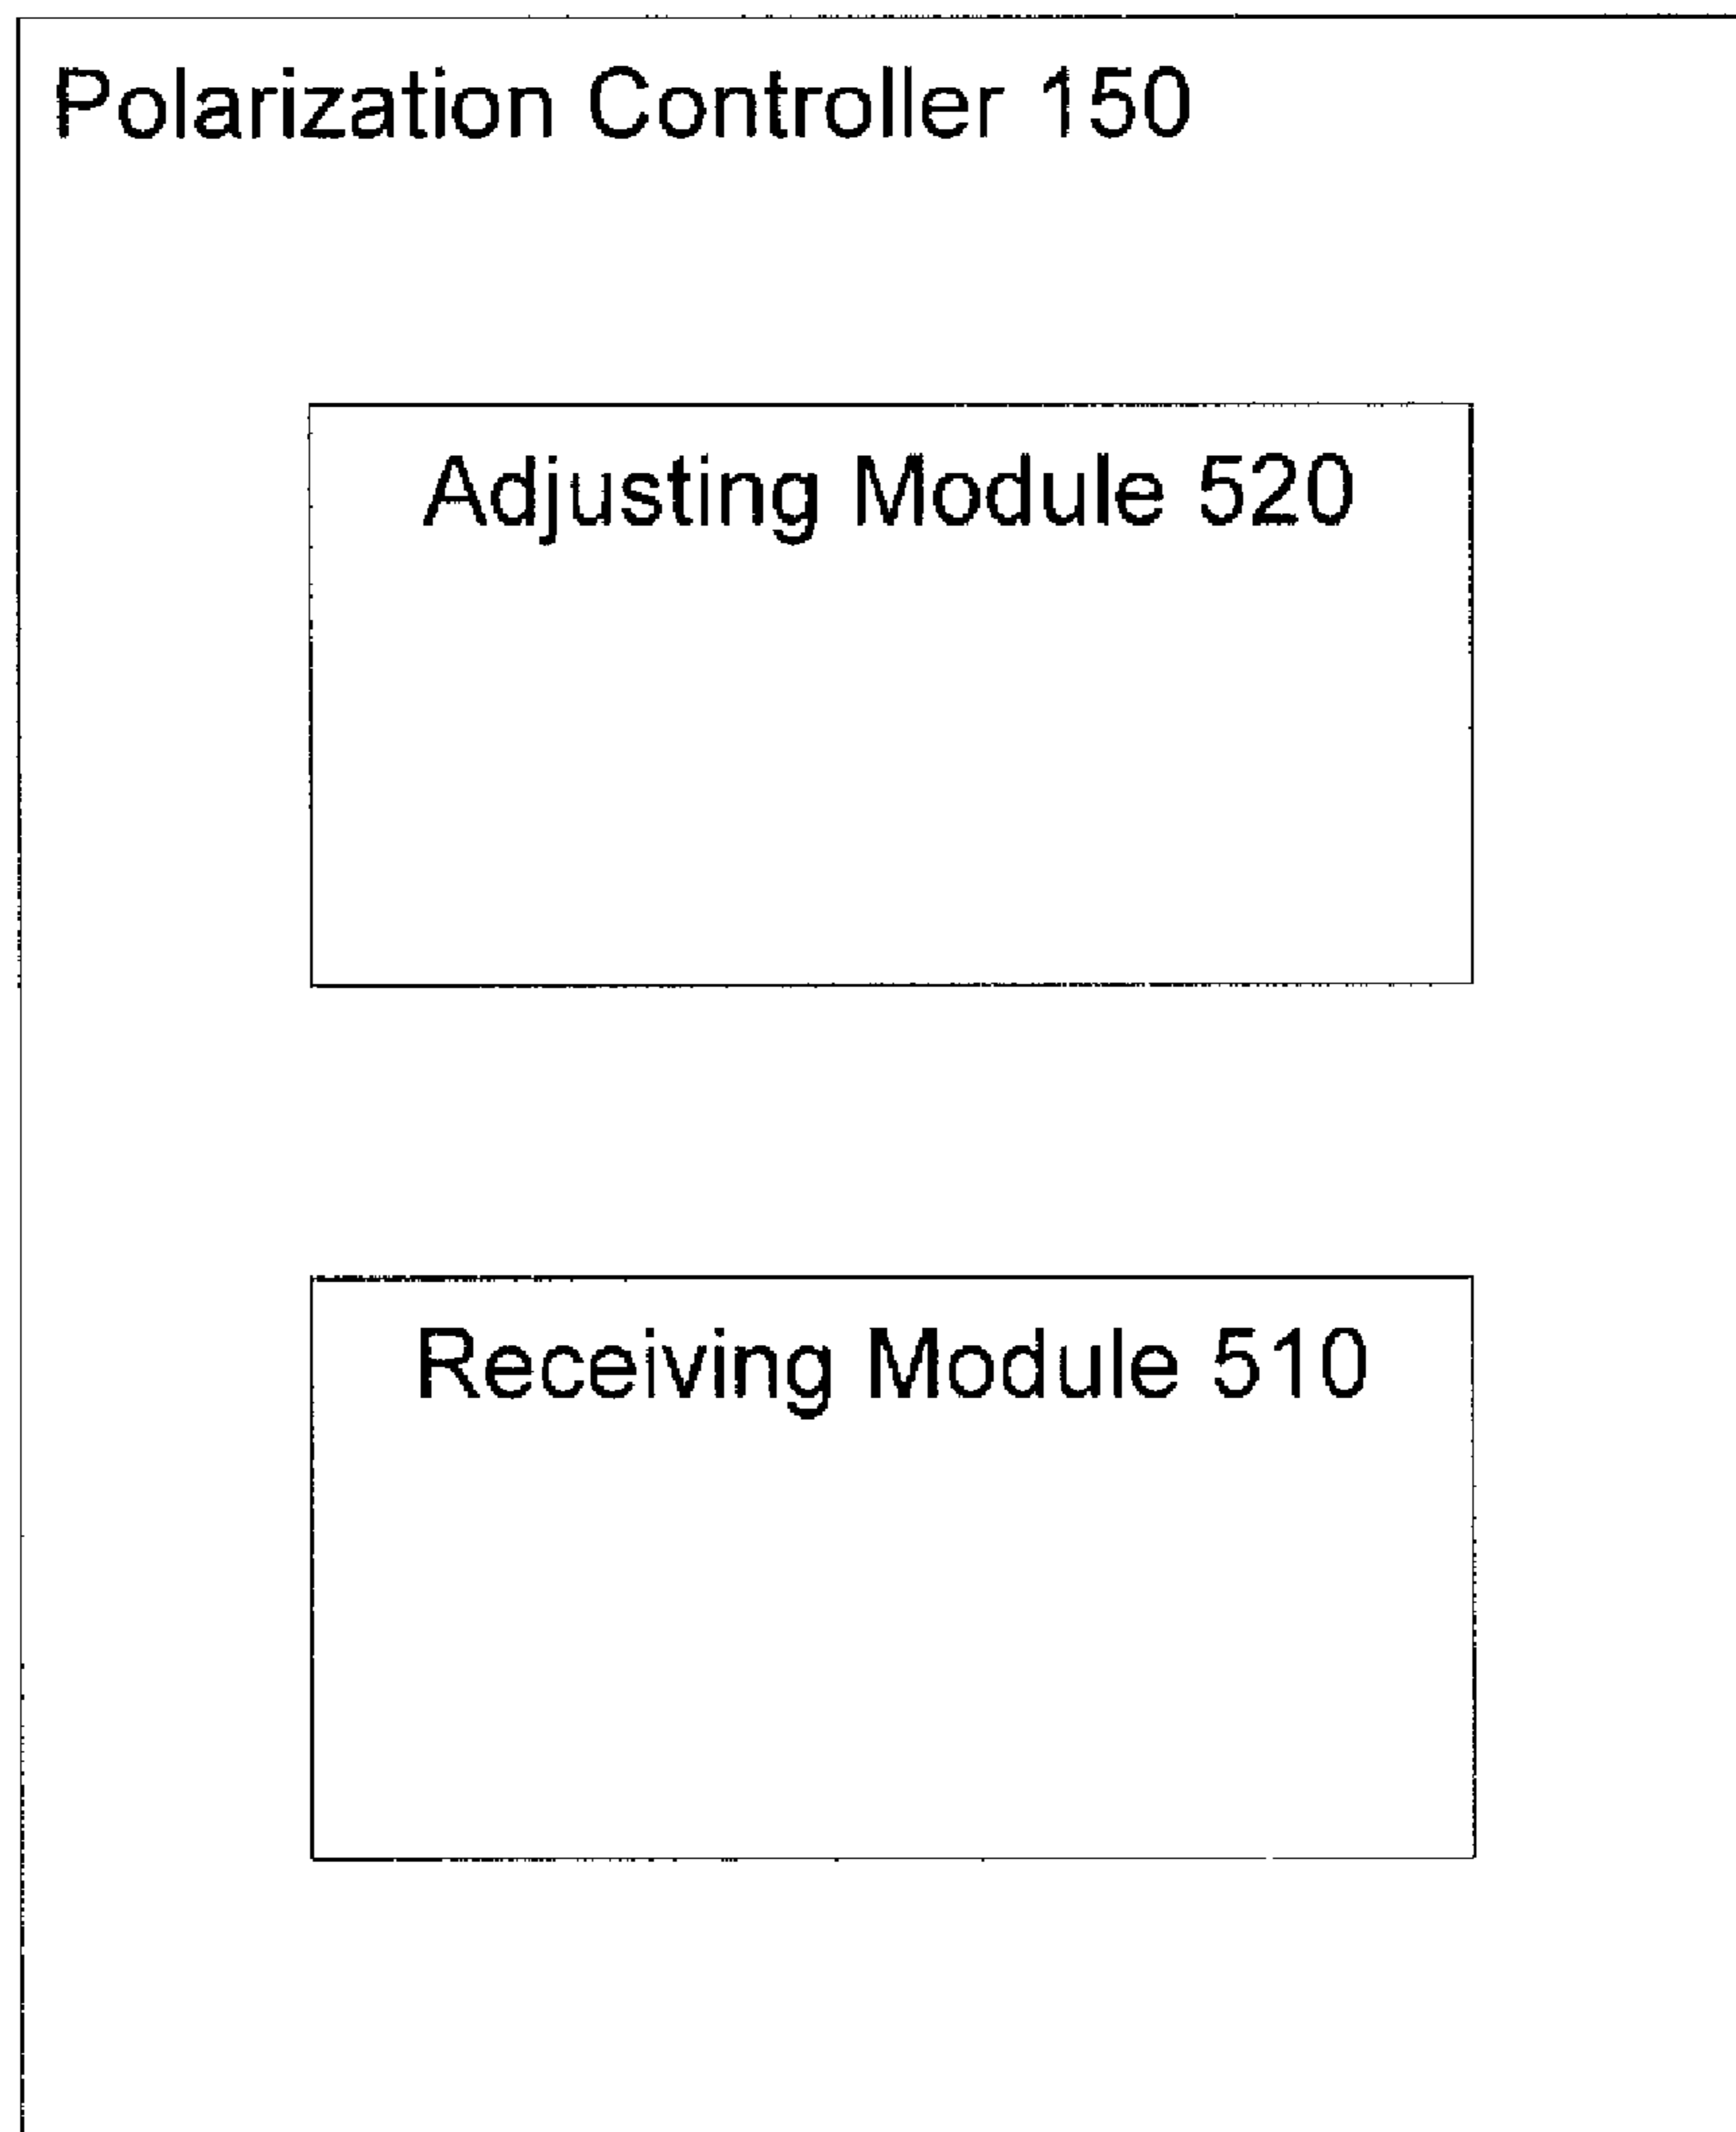 Polarization Controller 150
Adjusting Module 520
Receiving Module 510